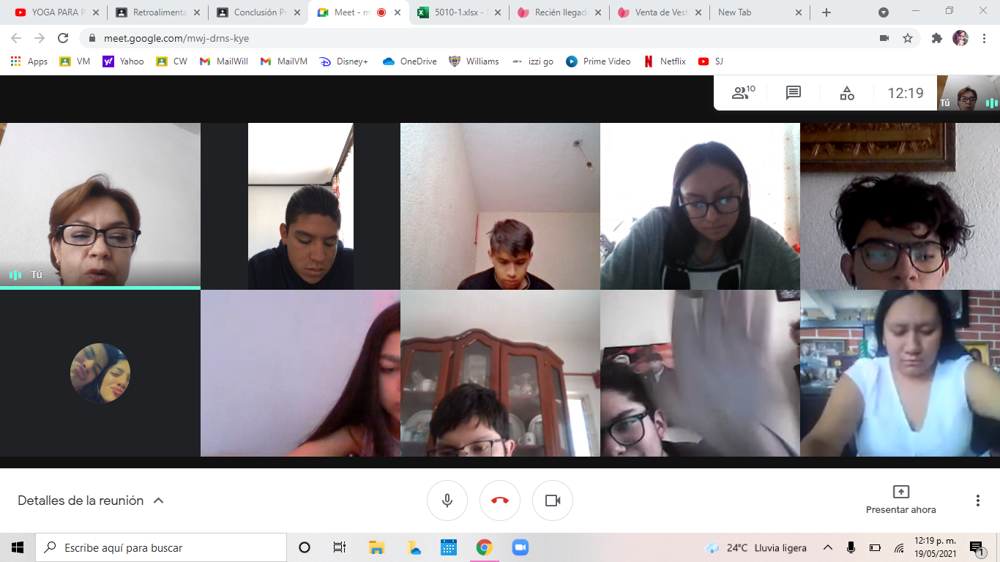 YOGA PARA P
Retroalimenta
Conclusión Pr
Meet - m
5010-1.xlsx -
Recién llegad
Venta de Vest
New Tab
meet.google.com/mwj-drns-kye
Apps
VM
Yahoo
CW
MailWill
MailVM
Disney+
OneDrive
Williams
izzi go
Prime Video
Netflix
SJ
10
12:19
Tú
Tú
Detalles de la reunión
Presentar ahora
Escribe aquí para buscar
24°C Lluvia ligera
12:19 p. m.
19/05/2021
1